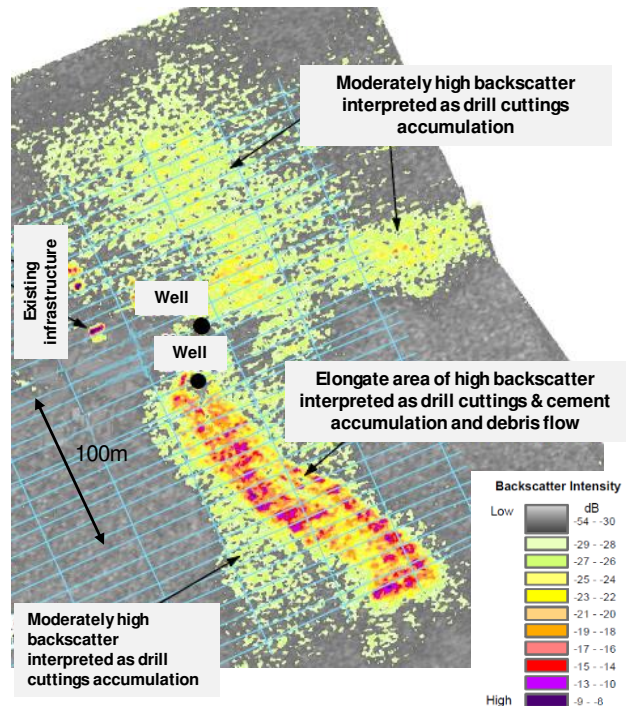 Moderately high backscatter
interpreted as drill cuttings
accumulation
Existing
infrastructure
Well
Well
Elongate area of high backscatter
interpreted as drill cuttings & cement
accumulation and debris flow
100m
Moderately high
backscatter
interpreted as drill
cuttings accumulation
Backscatter Intensity
Low dB
-54 - -30
-29 - -28
-27 - -26
-25 - -24
-23 - -22
-21 - -20
-19 - -18
-17 - -16
-15 - -14
-13 - -10
High -9 - -8